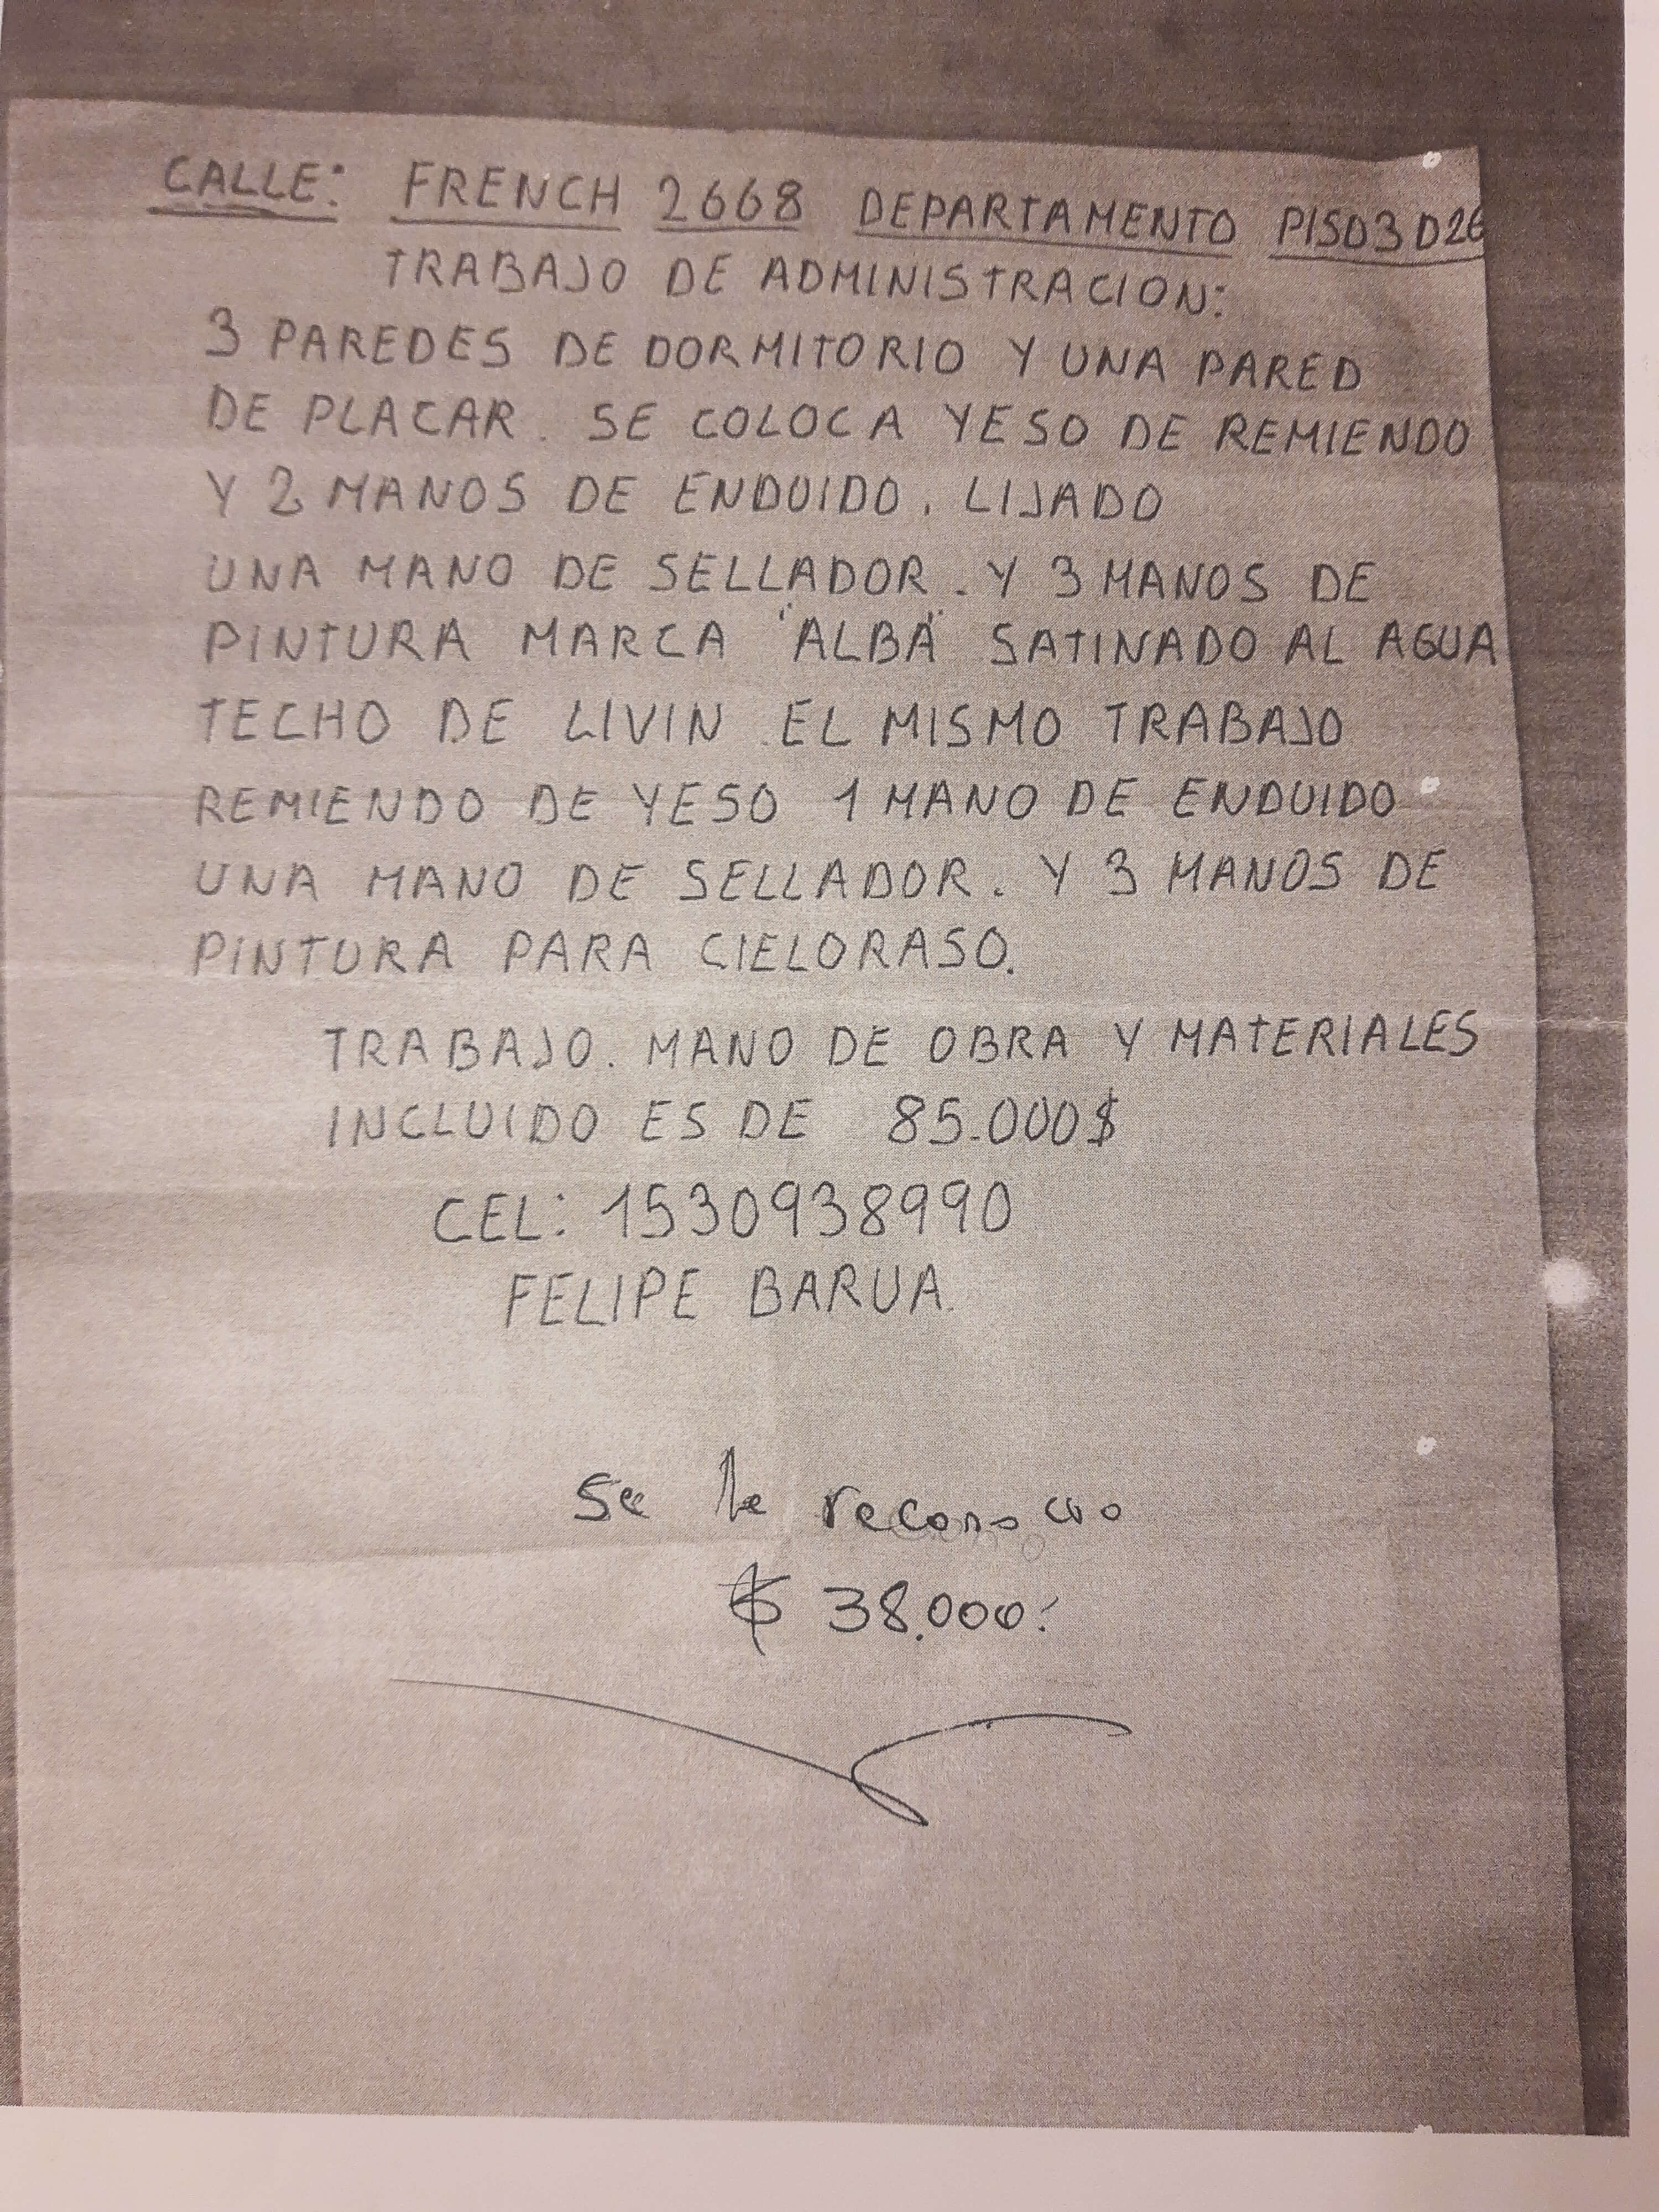 CALLE: FRENCH 2668 DEPARTAMENTO PISO3 D26
TRABAJO DE ADMINISTRACION:
3 PAREDES DE DORMITORIO Y UNA PARED
DE PLACAR. SE COLOCA YESO DE REMIENDO
Y 2 MANOS DE ENDUIDO. LIJADO
UNA MANO DE SELLADOR. Y 3 MANOS DE
PINTURA MARCA "ALBA" SATINADO AL AGUA
TECHO DE LIVIN EL MISMO TRABAJO
REMIENDO DE YESO 1 MANO DE ENDUIDO
UNA MANO DE SELLADOR. Y 3 MANOS DE
PINTURA PARA CIELORASO.
TRABAJO. MANO DE OBRA Y MATERIALES
INCLUIDO ES DE 85.000$
CEL: 1530938990
FELIPE BARUA.
Se le
$ 38.000.